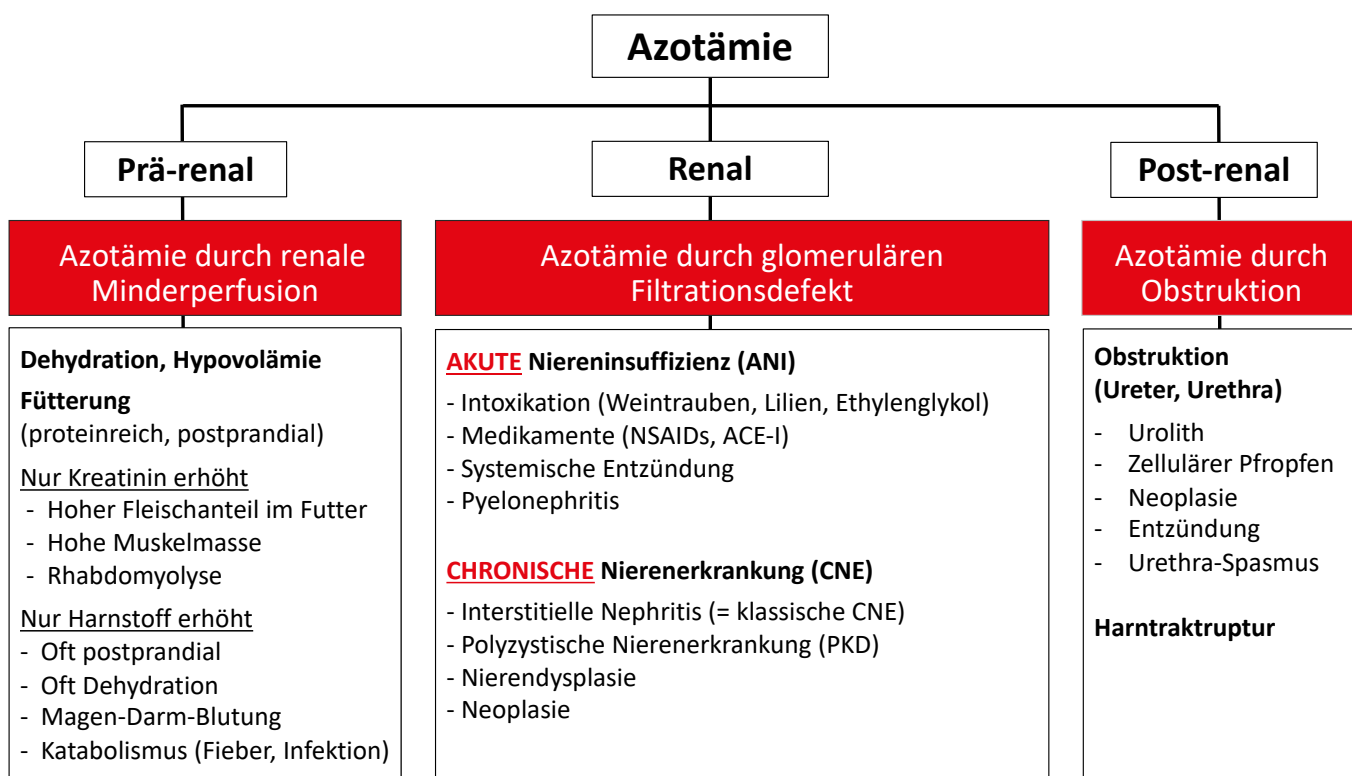 Azotämie
Prä-renal
Renal
Post-renal
Azotämie durch renale
Minderperfusion
Azotämie durch glomerulären
Filtrationsdefekt
Azotämie durch
Obstruktion
Dehydration, Hypovolämie
Fütterung
(proteinreich, postprandial)
Nur Kreatinin erhöht
- Hoher Fleischanteil im Futter
- Hohe Muskelmasse
- Rhabdomyolyse
Nur Harnstoff erhöht
- Oft postprandial
- Oft Dehydration
- Magen-Darm-Blutung
- Katabolismus (Fieber, Infektion)
AKUTE Niereninsuffizienz (ANI)
- Intoxikation (Weintrauben, Lilien, Ethylenglykol)
- Medikamente (NSAIDs, ACE-I)
- Systemische Entzündung
- Pyelonephritis
CHRONISCHE Nierenerkrankung (CNE)
- Interstitielle Nephritis (= klassische CNE)
- Polyzystische Nierenerkrankung (PKD)
- Nierendysplasie
- Neoplasie
Obstruktion
(Ureter, Urethra)
- Urolith
- Zellulärer Pfropfen
- Neoplasie
- Entzündung
- Urethra-Spasmus
Harntraktruptur